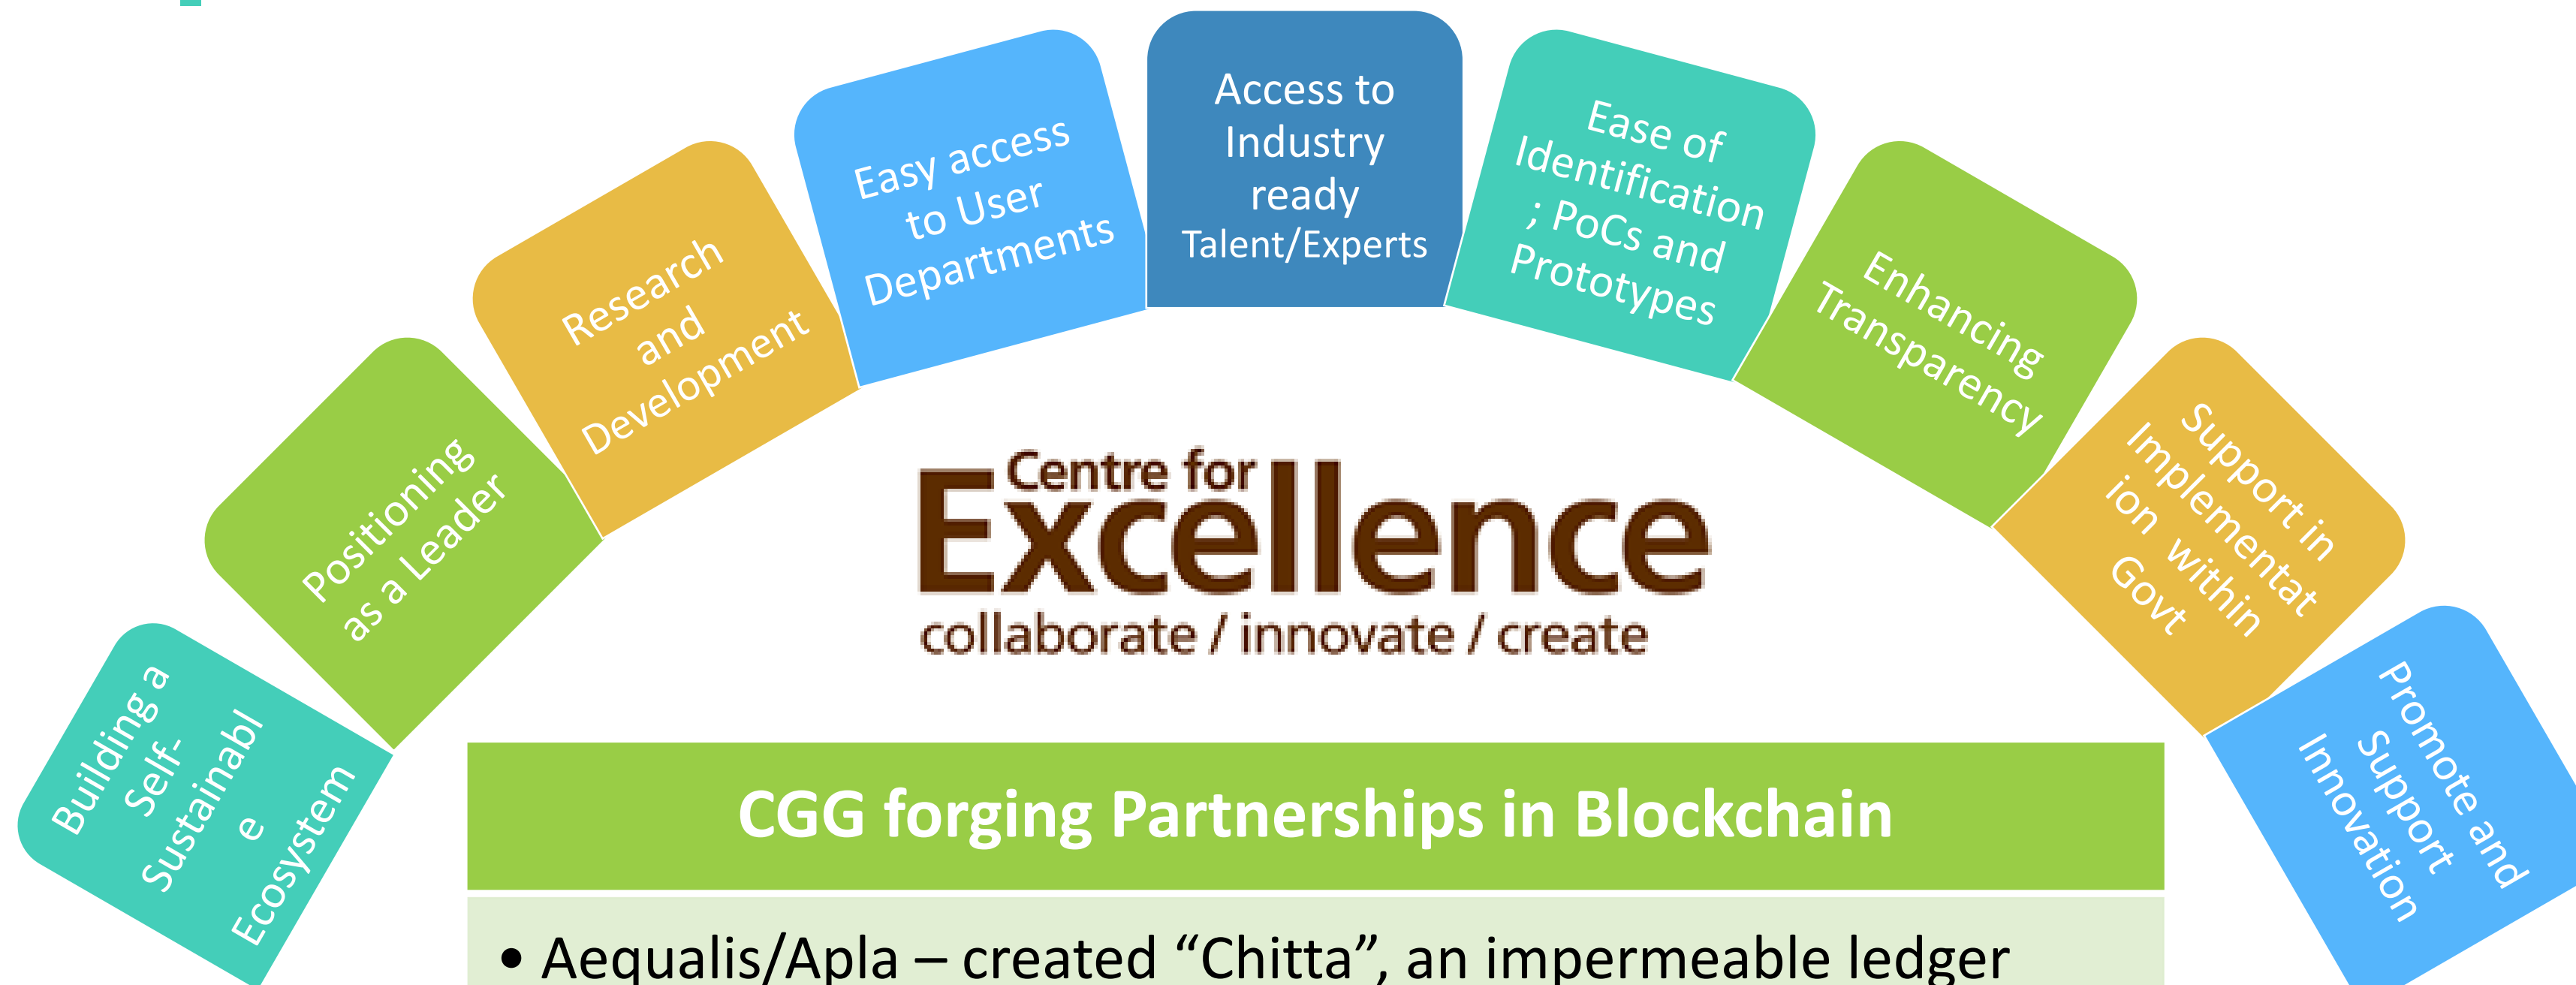 Building a
Self-
Sustainabl
e
Ecosystem
Positioning
as a Leader
Research
and
Development
Easy access
to User
Departments
Access to
Industry
ready
Talent/Experts
Ease of
Identification
; PoCs and
Prototypes
Enhancing
Transparency
Support in
Implementat
ion within
Govt
Promote and
Support
Innovation
Centre for
Excellence
collaborate / innovate / create
CGG forging Partnerships in Blockchain
• Aequalis/Apla – created “Chitta”, an impermeable ledger